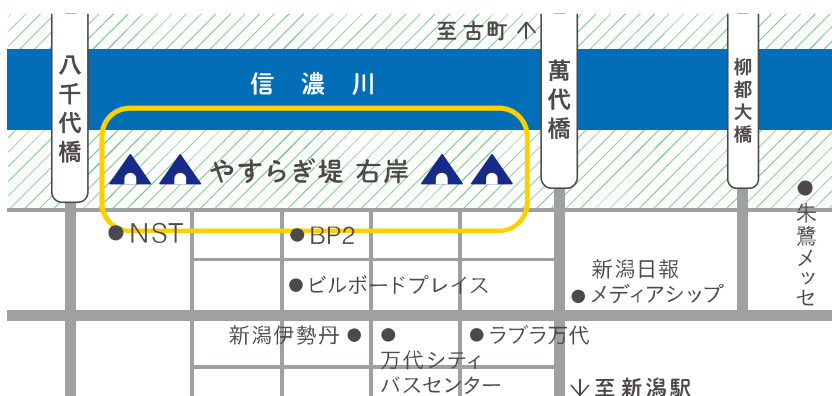 至古町↑
八千代橋
信濃川
萬代橋
柳都大橋
やすらぎ堤 右岸
朱鷺メッセ
NST
BP2
新潟日報
メディアシップ
ビルボードプレイス
新潟伊勢丹
万代シティ
バスセンター
ラブラ万代
↓至新潟駅